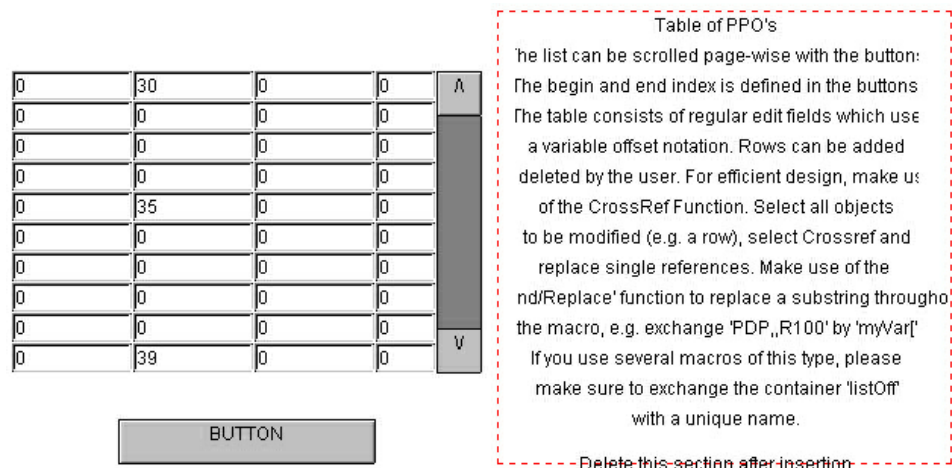 0 30 0 0 Λ
0 0 0 0
0 0 0 0
0 0 0 0
0 35 0 0
0 0 0 0
0 0 0 0
0 0 0 0
0 0 0 0
0 39 0 0 V
BUTTON
Table of PPO's
he list can be scrolled page-wise with the button
The begin and end index is defined in the buttons
The table consists of regular edit fields which use
a variable offset notation. Rows can be added
deleted by the user. For efficient design, make us
of the CrossRef Function. Select all objects
to be modified (e.g. a row), select Crossref and
replace single references. Make use of the
nd/Replace' function to replace a substring througho
the macro, e.g. exchange 'PDP,,R100' by 'myVar['
If you use several macros of this type, please
make sure to exchange the container 'listOff'
with a unique name.
Delete this section after insertion